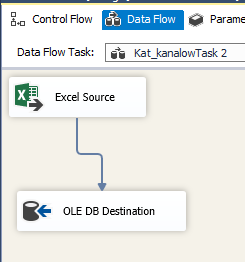 Control Flow
Data Flow
Parame
Data Flow Task:
Kat_kanalowTask 2
Excel Source
OLE DB Destination